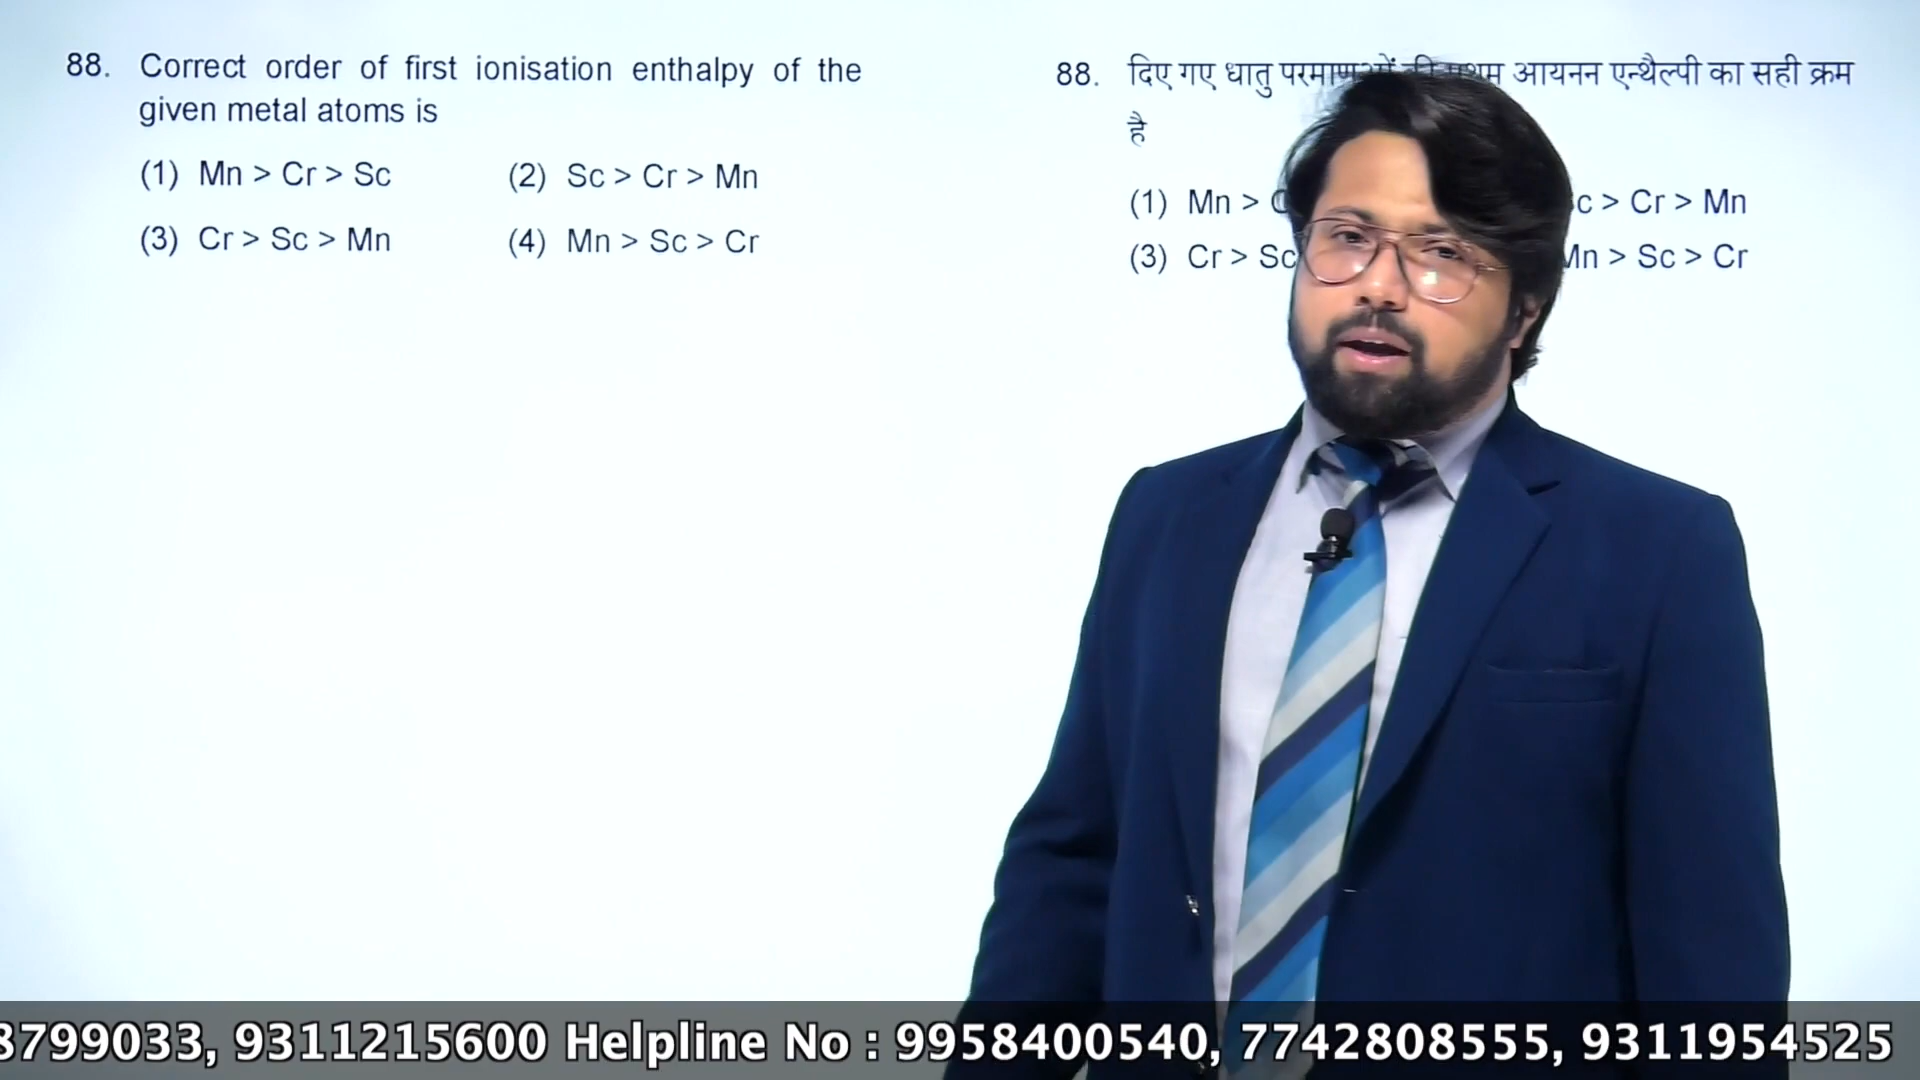 88. Correct order of first ionisation enthalpy of the
given metal atoms is
(1) Mn > Cr > Sc (2) Sc > Cr > Mn
(3) Cr > Sc > Mn (4) Mn > Sc > Cr
88. दिए गए धातु आयनन एन्थैल्पी का सही क्रम
है
(1) Mn > c > Cr > Mn
(3) Cr > Sc Mn > Sc > Cr
8799033, 9311215600 Helpline No : 9958400540, 7742808555, 9311954525